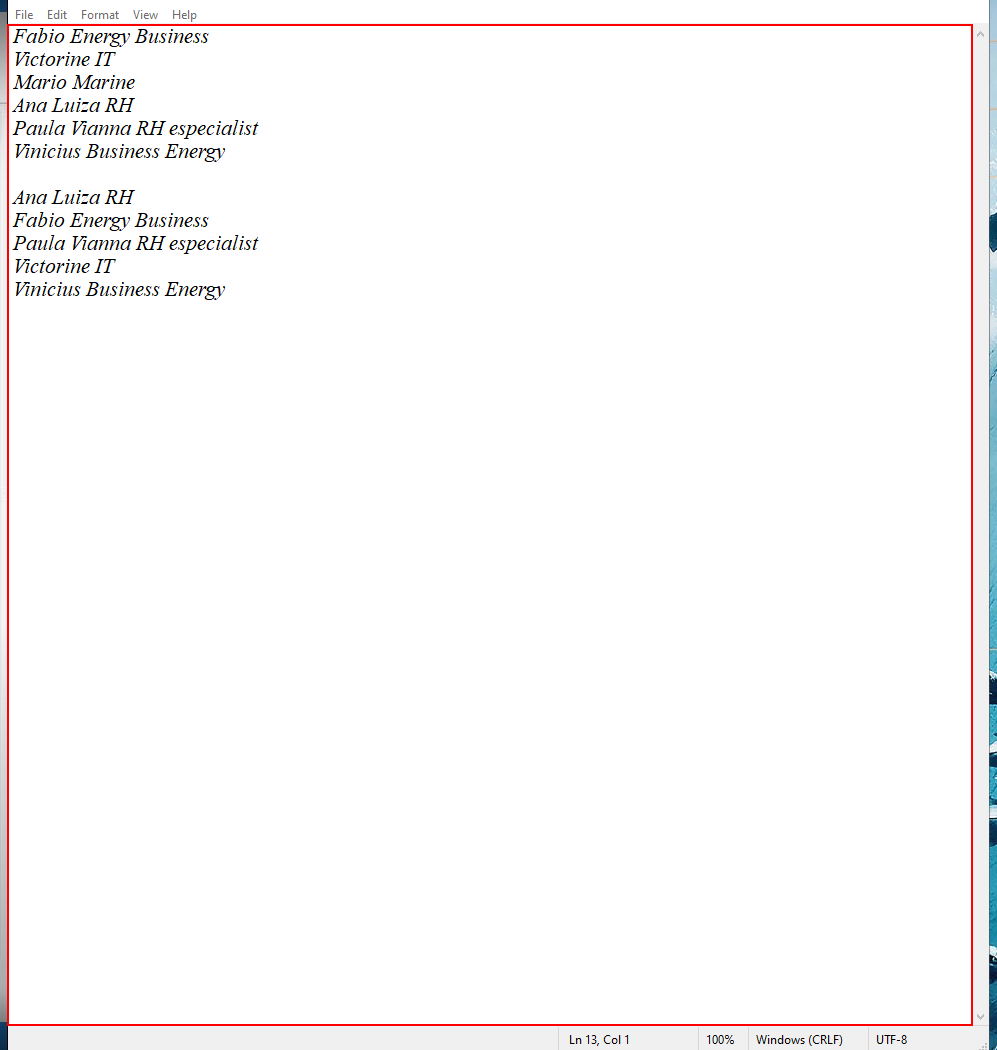 File Edit Format View Help
Fabio Energy Business
Victorine IT
Mario Marine
Ana Luiza RH
Paula Vianna RH especialist
Vinicius Business Energy
Ana Luiza RH
Fabio Energy Business
Paula Vianna RH especialist
Victorine IT
Vinicius Business Energy
Ln 13, Col 1 100% Windows (CRLF) UTF-8